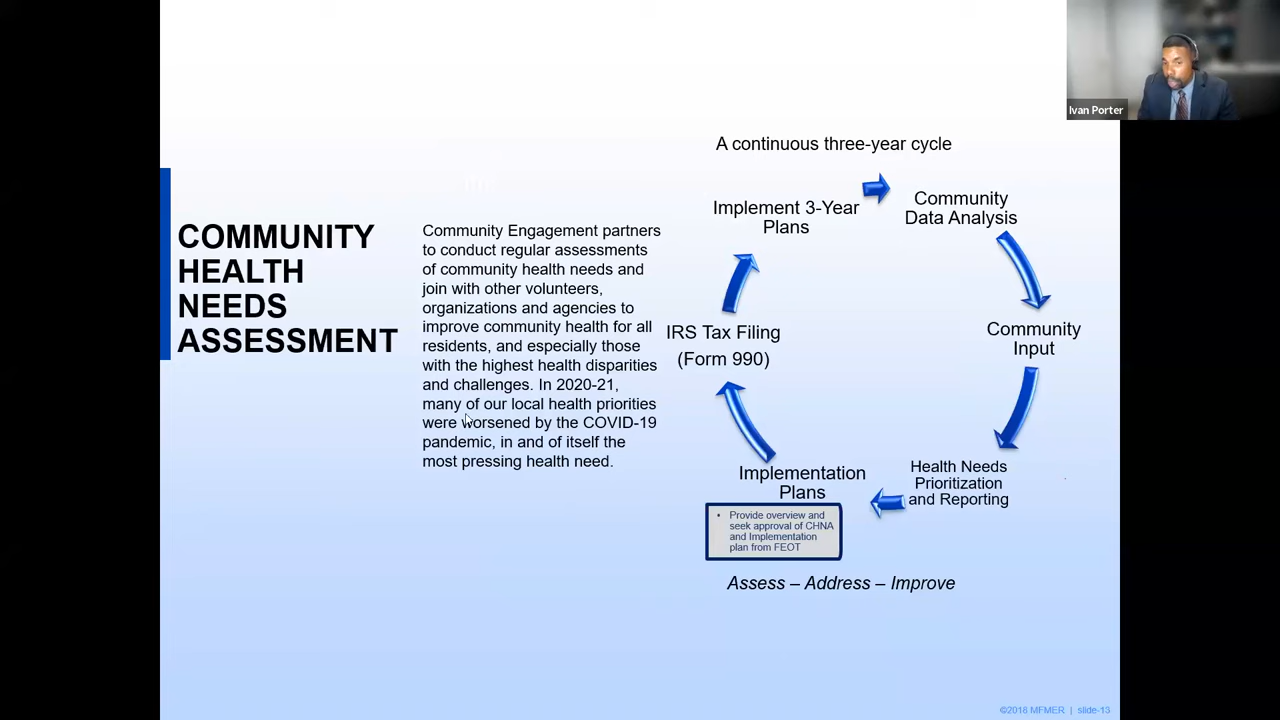 Ivan Porter
COMMUNITY
HEALTH
NEEDS
ASSESSMENT
Community Engagement partners
to conduct regular assessments
of community health needs and
join with other volunteers,
organizations and agencies to
improve community health for all
residents, and especially those
with the highest health disparities
and challenges. In 2020-21,
many of our local health priorities
were worsened by the COVID-19
pandemic, in and of itself the
most pressing health need.
A continuous three-year cycle
Community
Data Analysis
Community
Input
Health Needs
Prioritization
and Reporting
Implementation
Plans
• Provide overview and
seek approval of CHNA
and Implementation
plan from FEOT
IRS Tax Filing
(Form 990)
Implement 3-Year
Plans
Assess – Address – Improve
©2018 MFMER | slide-13